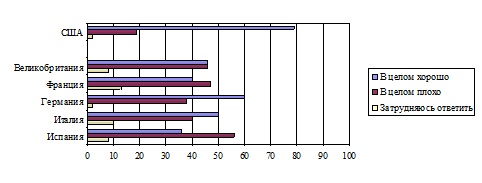 США
Великобритания
Франция
Германия
Италия
Испания
0 10 20 30 40 50 60 70 80 90 100
В целом хорошо
В целом плохо
Затрудняюсь ответить